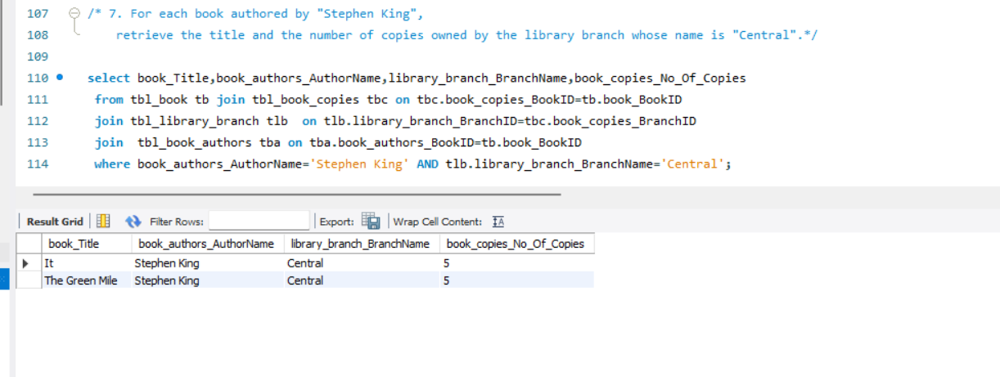 107 /* 7. For each book authored by "Stephen King",
108 retrieve the title and the number of copies owned by the library branch whose name is "Central".*/
109
110 select book_Title,book_authors_AuthorName,library_branch_BranchName,book_copies_No_Of_Copies
111 from tbl_book tb join tbl_book_copies tbc on tbc.book_copies_BookID=tb.book_BookID
112 join tbl_library_branch tlb  on tlb.library_branch_BranchID=tbc.book_copies_BranchID
113 join  tbl_book_authors tba on tba.book_authors_BookID=tb.book_BookID
114 where book_authors_AuthorName='Stephen King' AND tlb.library_branch_BranchName='Central';
Result Grid Filter Rows: Export: Wrap Cell Content: IA
book_Title book_authors_AuthorName library_branch_BranchName book_copies_No_Of_Copies
It Stephen King Central 5
The Green Mile Stephen King Central 5